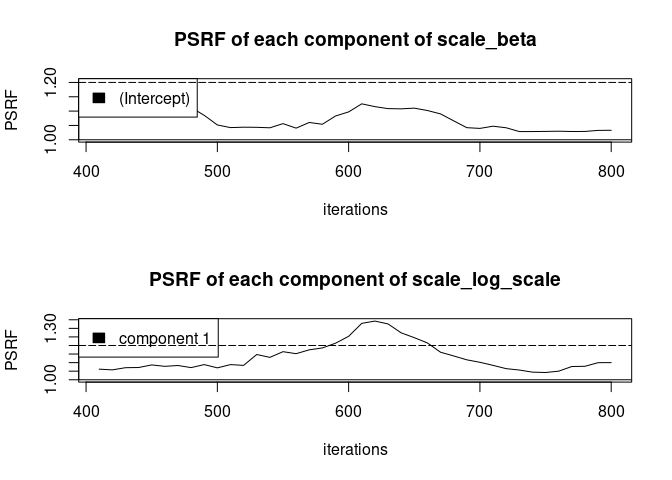 PSRF of each component of scale_beta
PSRF
1.00 1.20
(Intercept)
400 500 600 700 800
iterations
PSRF of each component of scale_log_scale
PSRF
1.00 1.30
component 1
400 500 600 700 800
iterations